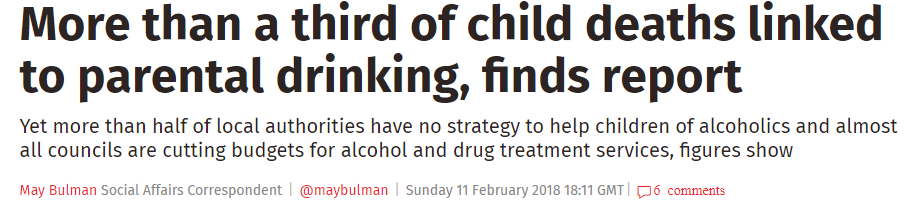 More than a third of child deaths linked
to parental drinking, finds report
Yet more than half of local authorities have no strategy to help children of alcoholics and almost
all councils are cutting budgets for alcohol and drug treatment services, figures show
May Bulman Social Affairs Correspondent | @maybulman | Sunday 11 February 2018 18:11 GMT | 6 comments